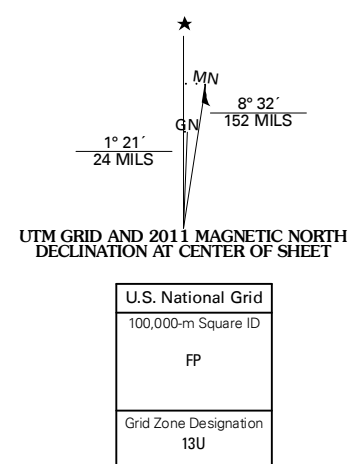 ★
MN
8° 32´
152 MILS
GN
1° 21´
24 MILS
UTM GRID AND 2011 MAGNETIC NORTH
DECLINATION AT CENTER OF SHEET
U.S. National Grid
100,000-m Square ID
FP
Grid Zone Designation
13U